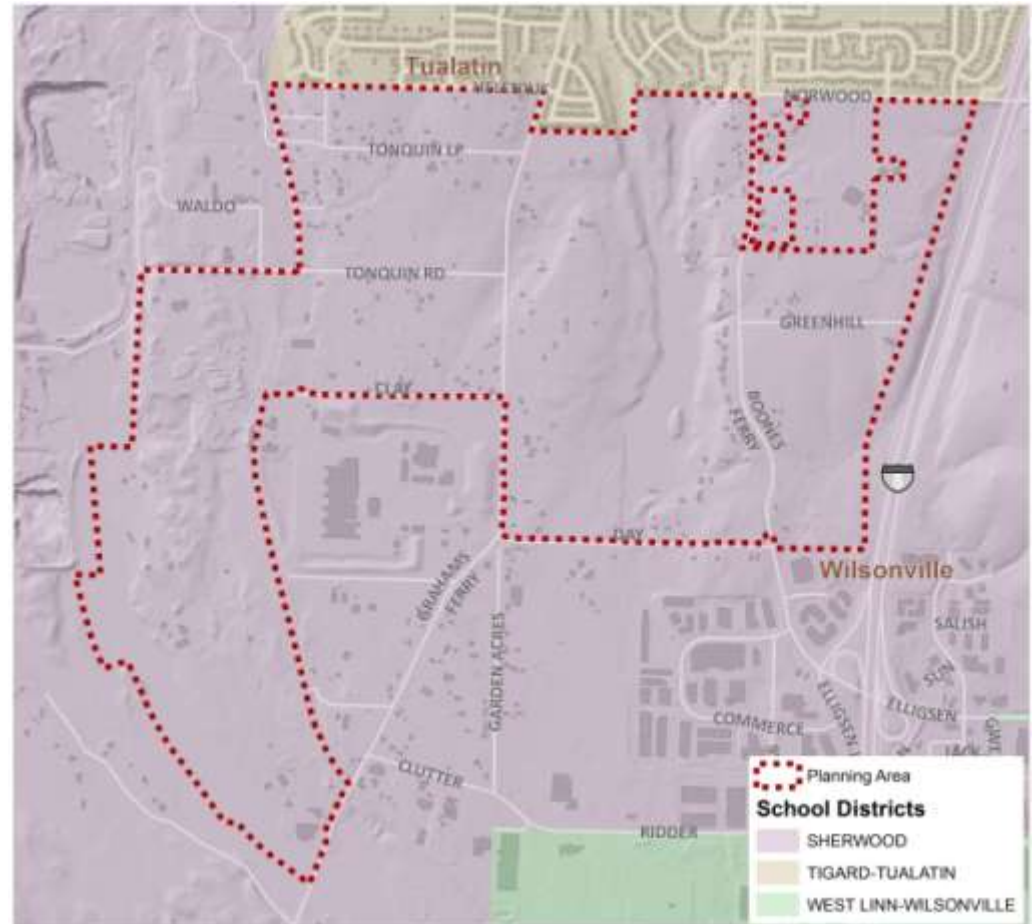 Tualatin
NORWOOD
TONQUIN LP
WALDO
TONQUIN RD
GREENHILL
CLAY
BOONES
FERRY
DAY
Wilsonville
GRAHAMS
FERRY
SALISH
GARDEN ACRES
SUN
ELLIGSEN
ELLIGSEN
COMMERCE
JACK
CLUTTER
RIDDER
Planning Area
School Districts
SHERWOOD
TIGARD-TUALATIN
WEST LINN-WILSONVILLE